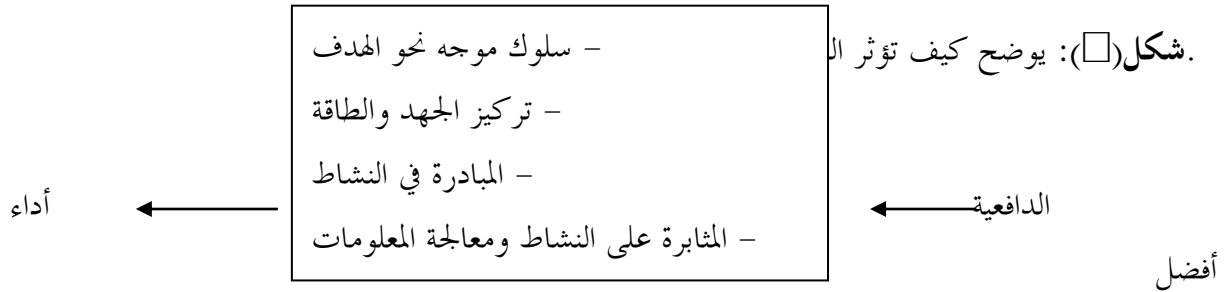 .شكل(□): يوضح كيف تؤثر
– سلوك موجه نحو الهدف
– تركيز الجهد والطاقة
– المبادرة في النشاط
– المثابرة على النشاط ومعالجة المعلومات
الدافعية
أداء
أفضل